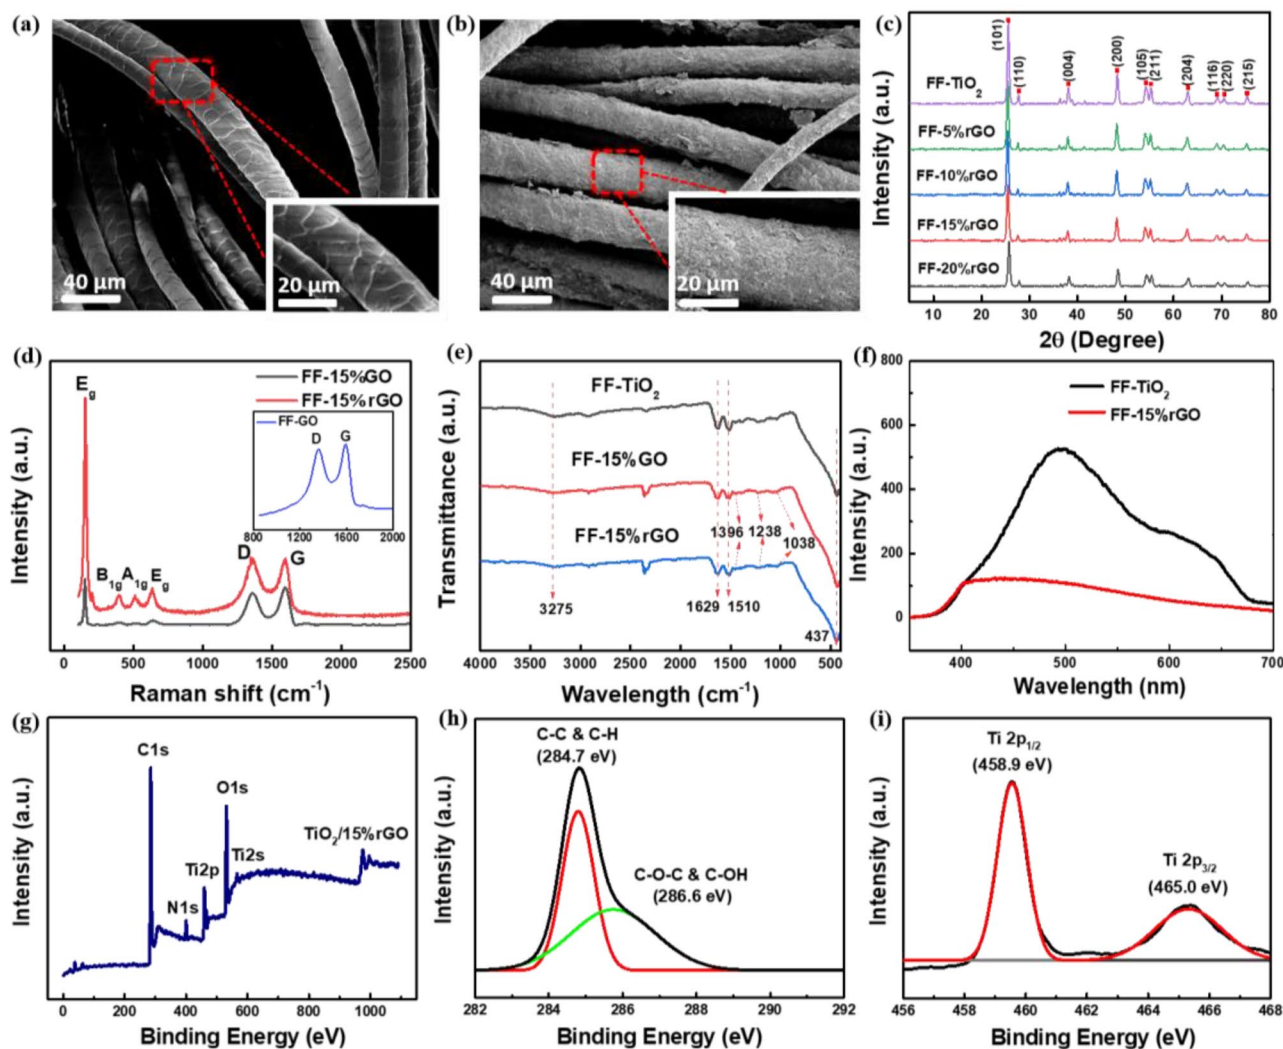 (a)
40 μm
20 μm
(b)
40 μm
20 μm
(c)
Intensity (a.u.)
(101)
(110)
(004)
(200)
(105)
(211)
(204)
(116)
(220)
(215)
FF-TiO₂
FF-5%rGO
FF-10%rGO
FF-15%rGO
FF-20%rGO
10 20 30 40 50 60 70 80
2θ (Degree)
(d)
Intensity (a.u.)
Eg
FF-15%GO
FF-15%rGO
FF-GO
D G
800 1200 1600 2000
B1g A1g Eg
D G
0 500 1000 1500 2000 2500
Raman shift (cm⁻¹)
(e)
Transmittance (a.u.)
FF-TiO₂
FF-15%GO
1396 1238 1038
FF-15%rGO
3275 1629 1510 437
4000 3500 3000 2500 2000 1500 1000 500
Wavelength (cm⁻¹)
(f)
Intensity (a.u.)
800
600
400
200
0
FF-TiO₂
FF-15%rGO
400 500 600 700
Wavelength (nm)
(g)
Intensity (a.u.)
C1s
O1s
TiO₂/15%rGO
Ti2p
Ti2s
N1s
0 200 400 600 800 1000
Binding Energy (eV)
(h)
Intensity (a.u.)
C-C & C-H
(284.7 eV)
C-O-C & C-OH
(286.6 eV)
282 284 286 288 290 292
Binding Energy (eV)
(i)
Intensity (a.u.)
Ti 2p1/2
(458.9 eV)
Ti 2p3/2
(465.0 eV)
456 458 460 462 464 466 468
Binding Energy (eV)